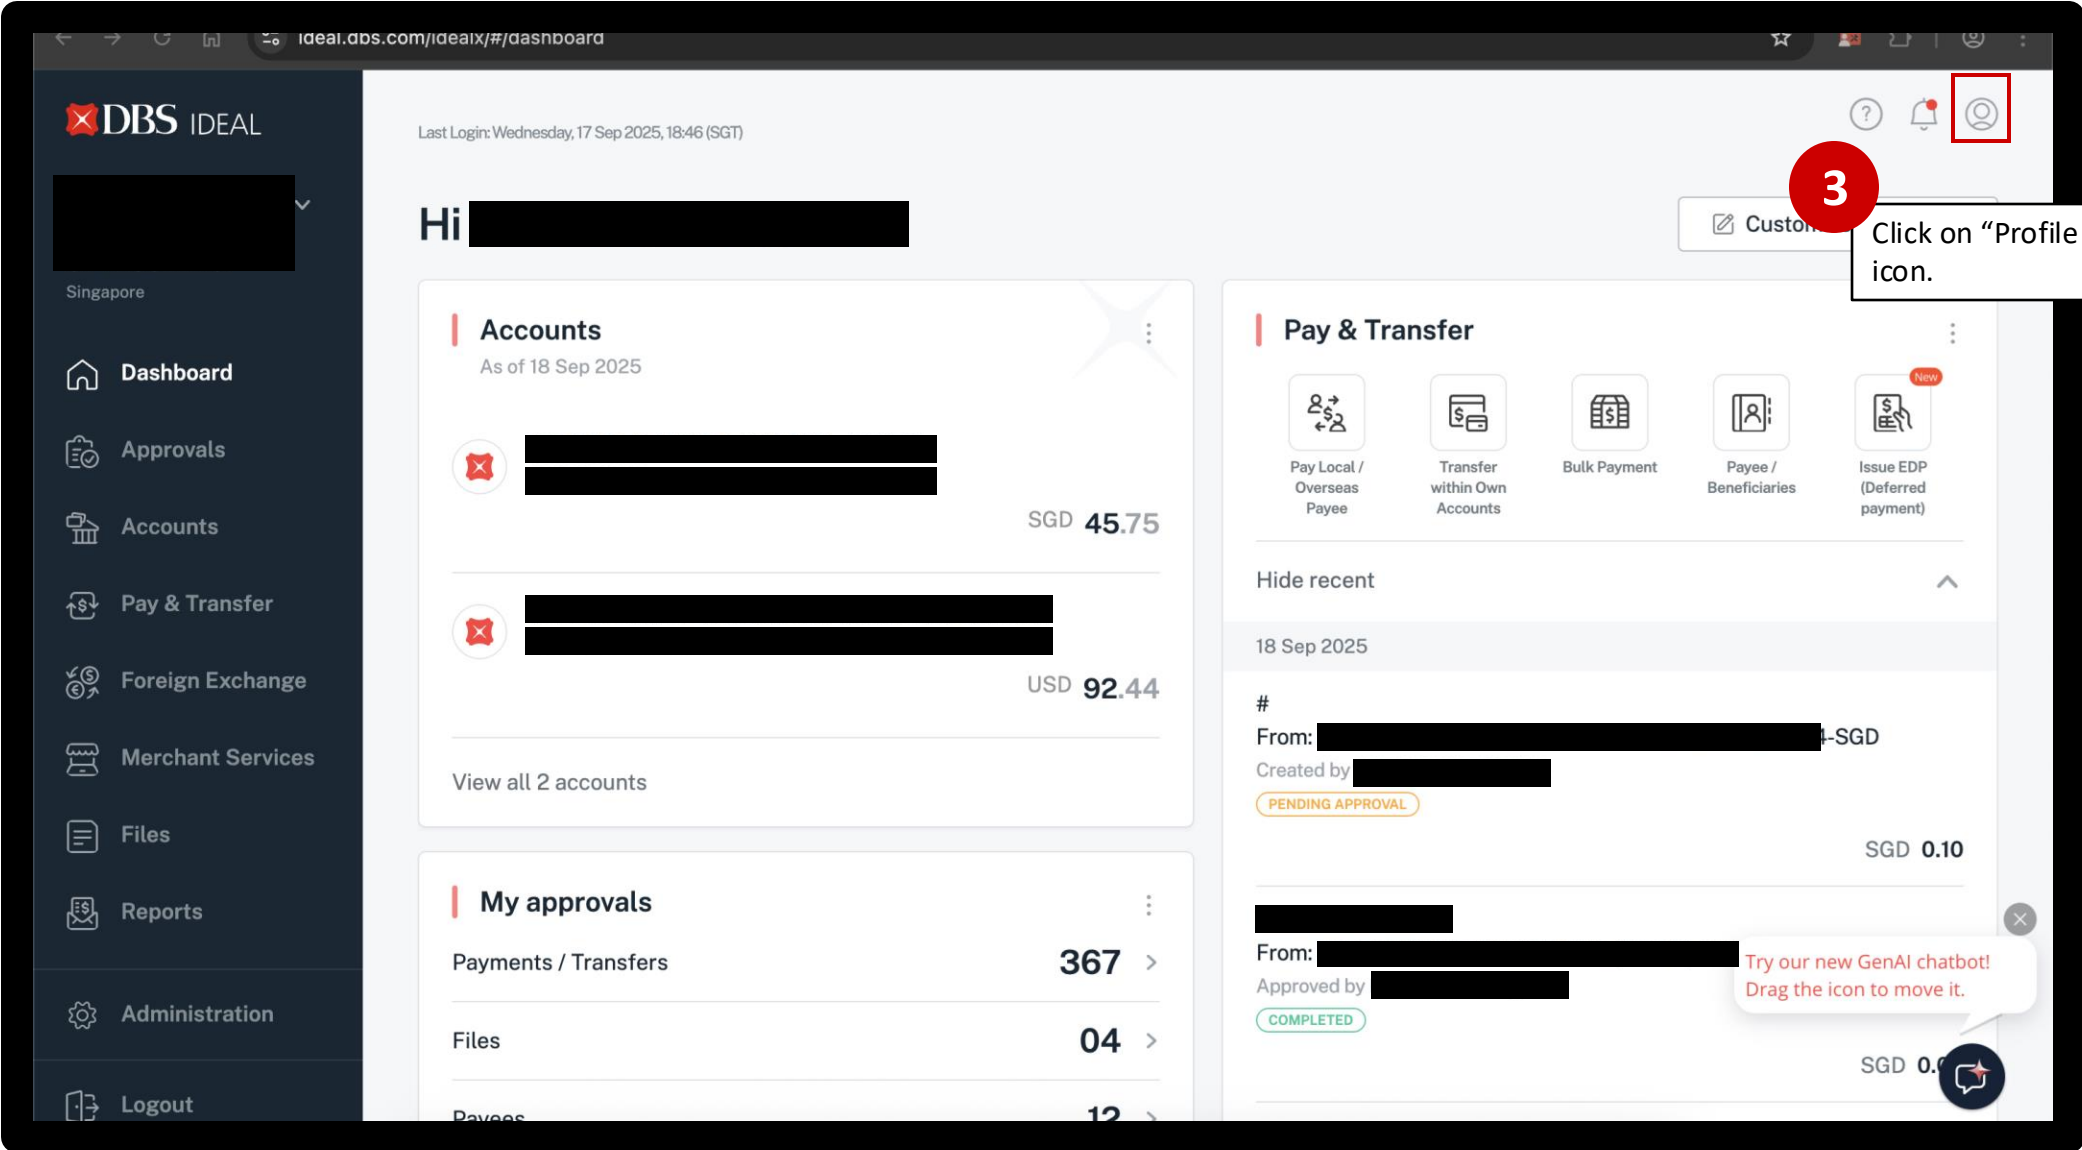 ideal.dbs.com/idealx/#/dashboard
DBS IDEAL
Singapore
Dashboard
Approvals
Accounts
Pay & Transfer
Foreign Exchange
Merchant Services
Files
Reports
Administration
Logout
Last Login: Wednesday, 17 Sep 2025, 18:46 (SGT)
?
Hi
3
Click on “Profile
icon.
Accounts
As of 18 Sep 2025
SGD 45.75
USD 92.44
View all 2 accounts
My approvals
Payments / Transfers 367
Files 04
Payees 12
Pay & Transfer
New
Pay Local /
Overseas
Payee
Transfer
within Own
Accounts
Bulk Payment
Payee /
Beneficiaries
Issue EDP
(Deferred
payment)
Hide recent
18 Sep 2025
#
From: -SGD
Created by
PENDING APPROVAL
SGD 0.10
From:
Approved by
COMPLETED
Try our new GenAI chatbot!
Drag the icon to move it.
SGD